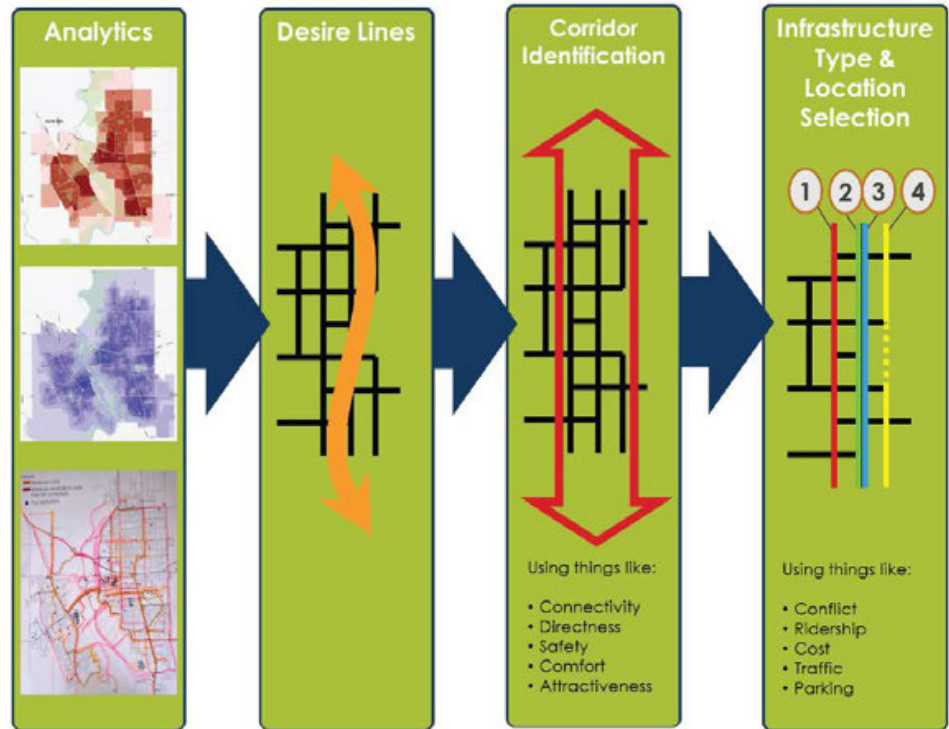 Analytics
Desire Lines
Corridor
Identification
Using things like:
• Connectivity
• Directness
• Safety
• Comfort
• Attractiveness
Infrastructure
Type &
Location
Selection
1
2
3
4
Using things like:
• Conflict
• Ridership
• Cost
• Traffic
• Parking